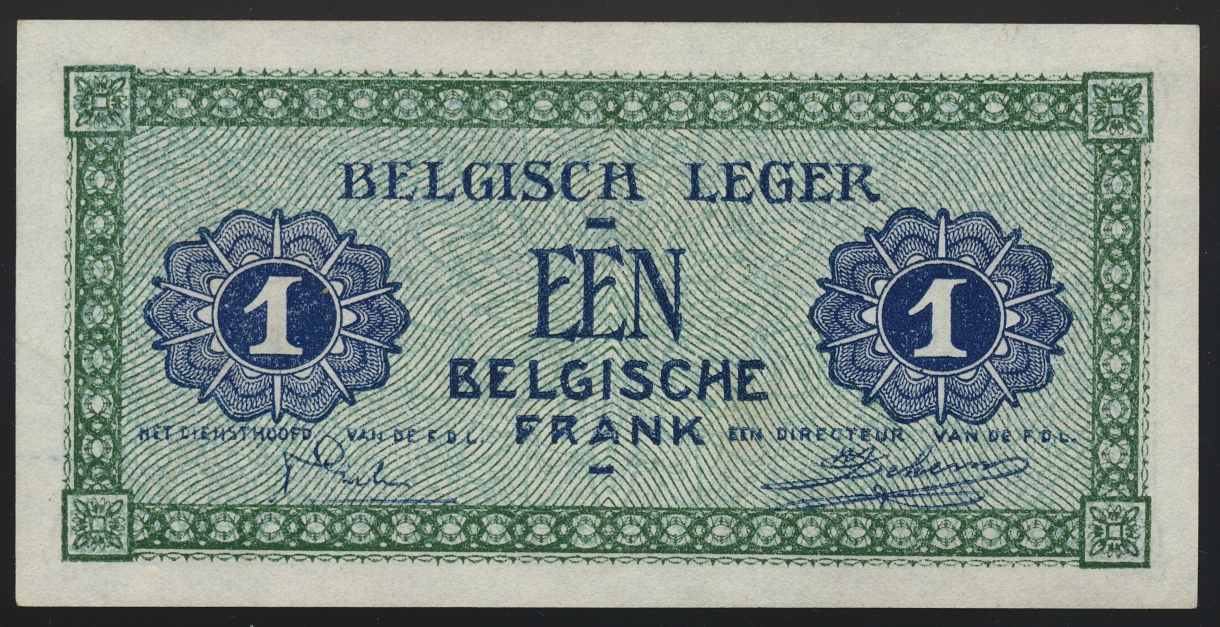 BELGISCH LEGER
EEN
1 1
BELGISCHE
FRANK
HET DIENSTHOOFD VAN DE F.D.L. EEN DIRECTEUR VAN DE F.D.L.